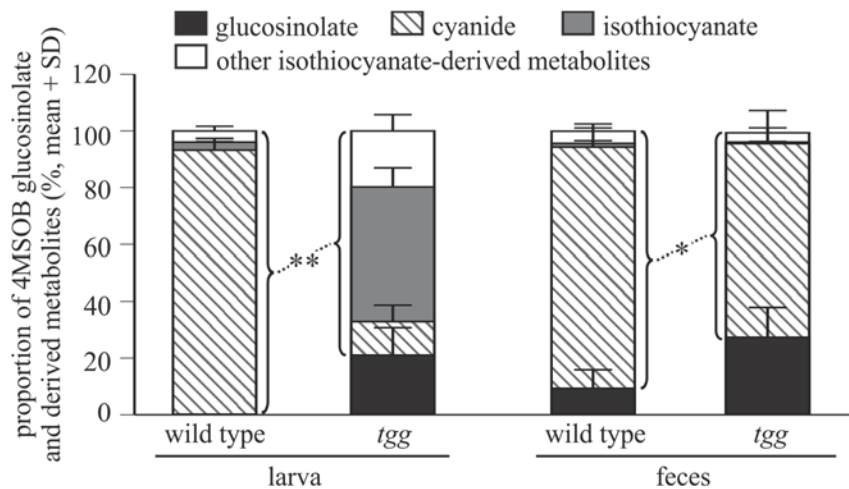 glucosinolate cyanide isothiocyanate
other isothiocyanate-derived metabolites
proportion of 4MSOB glucosinolate
and derived metabolites (%, mean + SD)
120
100
80
60
40
20
0
** *
wild type tgg wild type tgg
larva feces